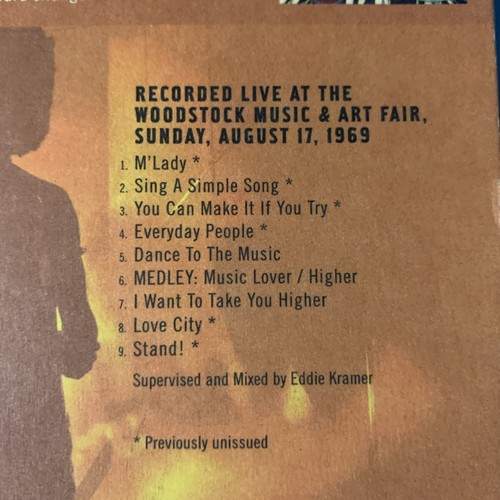 RECORDED LIVE AT THE
WOODSTOCK MUSIC & ART FAIR,
SUNDAY, AUGUST 17, 1969
1. M'Lady *
2. Sing A Simple Song *
3. You Can Make It If You Try *
4. Everyday People *
5. Dance To The Music
6. MEDLEY: Music Lover / Higher
7. I Want To Take You Higher
8. Love City *
9. Stand! *
Supervised and Mixed by Eddie Kramer
* Previously unissued